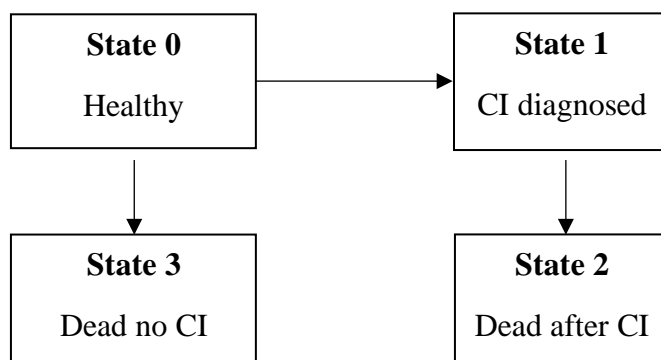 State 0
Healthy
State 1
CI diagnosed
State 3
Dead no CI
State 2
Dead after CI